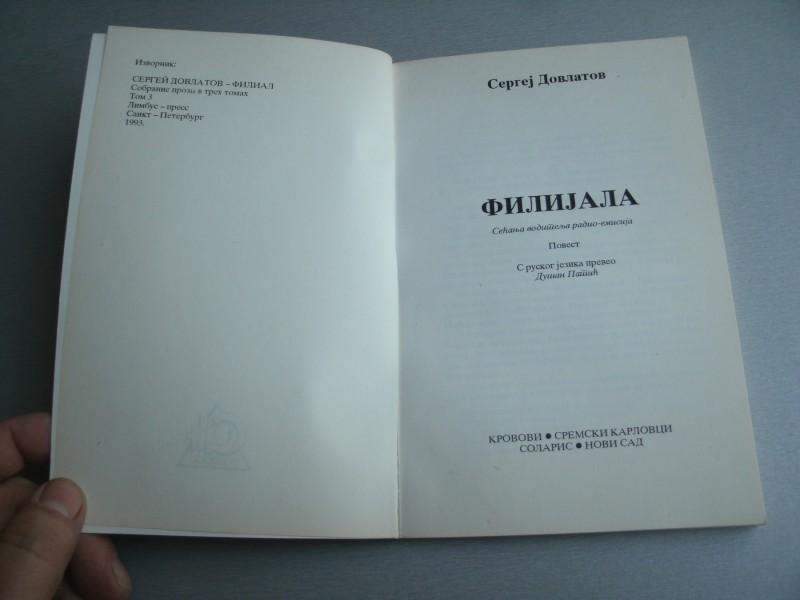 Изворник:
СЕРГЕЙ ДОВЛАТОВ – ФИЛИАЛ
Собрание прозы в трех томах
Том 3
Лимбус – пресс
Санкт – Петербург
1993.
Сергеј Довлатов
ФИЛИЈАЛА
Сећања водитеља радио-емисија
Повест
С руског језика превео
Душан Патић
КРОВОВИ ● СРЕМСКИ КАРЛОВЦИ
СОЛАРИС ● НОВИ САД